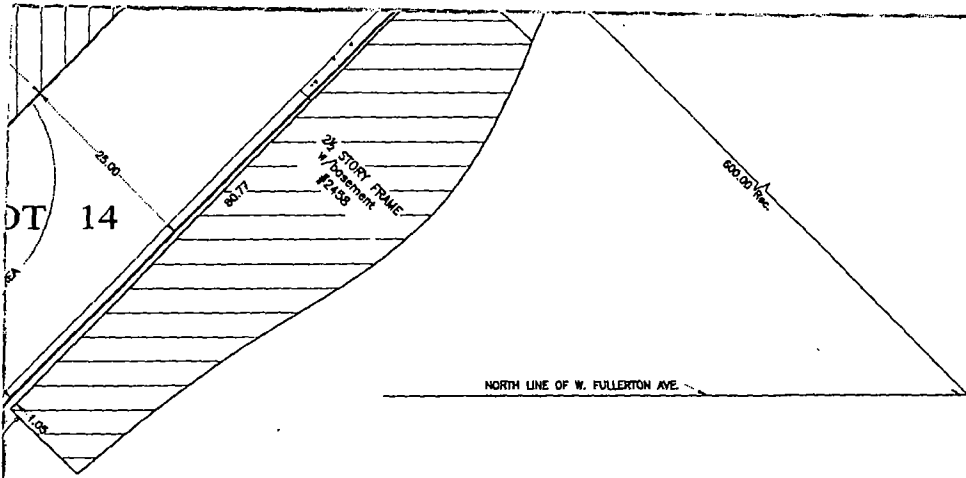 25.00
80.77
2½ STORY FRAME
w/basement
#2458
600.00 Rec.
OT 14
EA
NORTH LINE OF W. FULLERTON AVE.
1.05